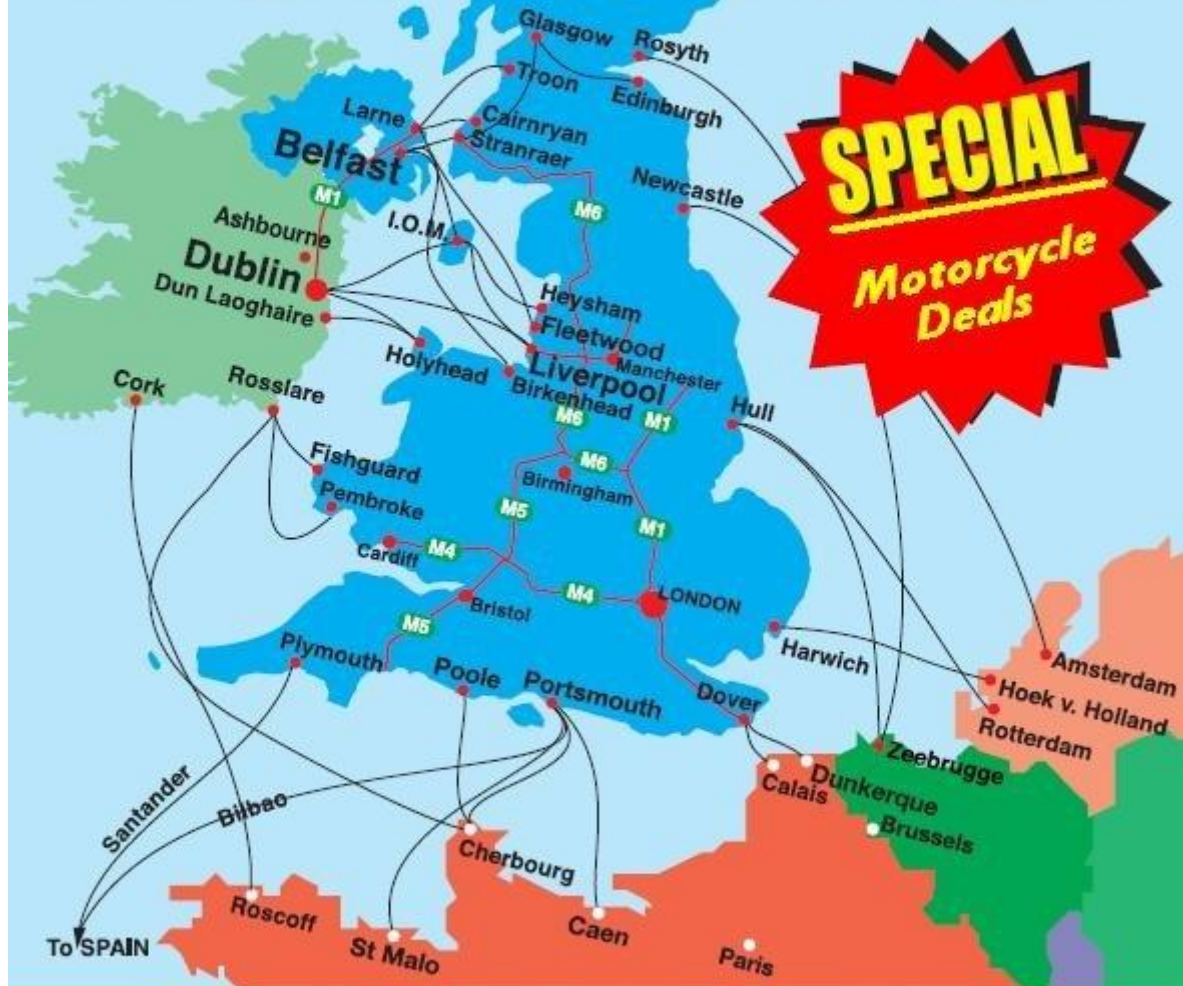 Glasgow
Rosyth
Troon
Edinburgh
Larne
Cairnryan
Stranraer
Belfast
M1
Newcastle
M6
SPECIAL
Motorcycle
Deals
Ashbourne
I.O.M
Dublin
Dun Laoghaire
Heysham
Fleetwood
Holyhead
Liverpool
Manchester
Birkenhead
Cork
Rosslare
M6
M1
Hull
Fishguard
M6
Birmingham
Pembroke
M5
M1
Cardiff
M4
M4
LONDON
Bristol
M5
Harwich
Plymouth
Poole
Portsmouth
Dover
Amsterdam
Hoek v. Holland
Rotterdam
Zeebrugge
Calais
Dunkerque
Brussels
Santander
Bilbao
Cherbourg
Roscoff
St Malo
Caen
Paris
To SPAIN